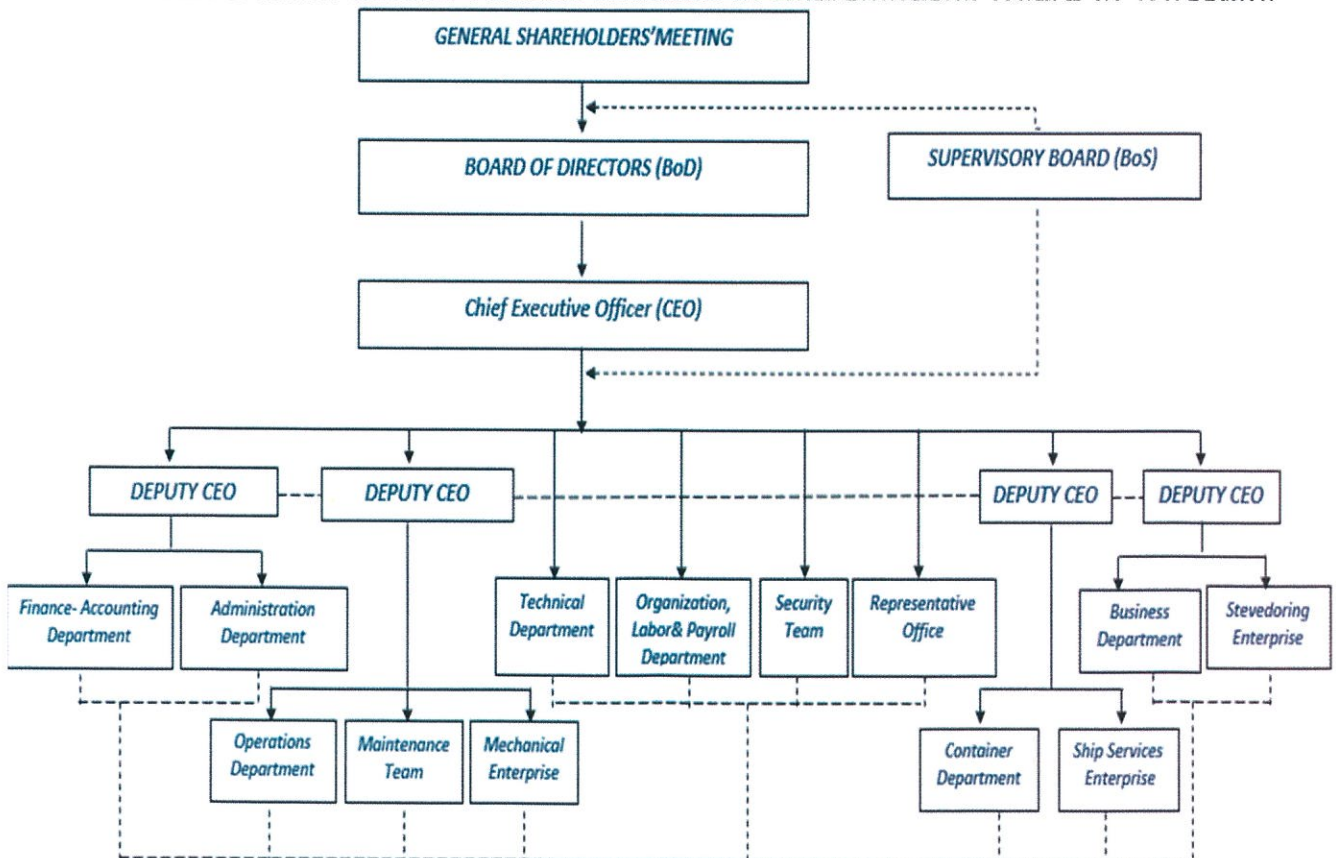 GENERAL SHAREHOLDERS'MEETING
BOARD OF DIRECTORS (BoD)
SUPERVISORY BOARD (BoS)
Chief Executive Officer (CEO)
DEPUTY CEO
DEPUTY CEO
DEPUTY CEO
DEPUTY CEO
Finance- Accounting
Department
Administration
Department
Technical
Department
Organization,
Labor& Payroll
Department
Security
Team
Representative
Office
Business
Department
Stevedoring
Enterprise
Operations
Department
Maintenance
Team
Mechanical
Enterprise
Container
Department
Ship Services
Enterprise